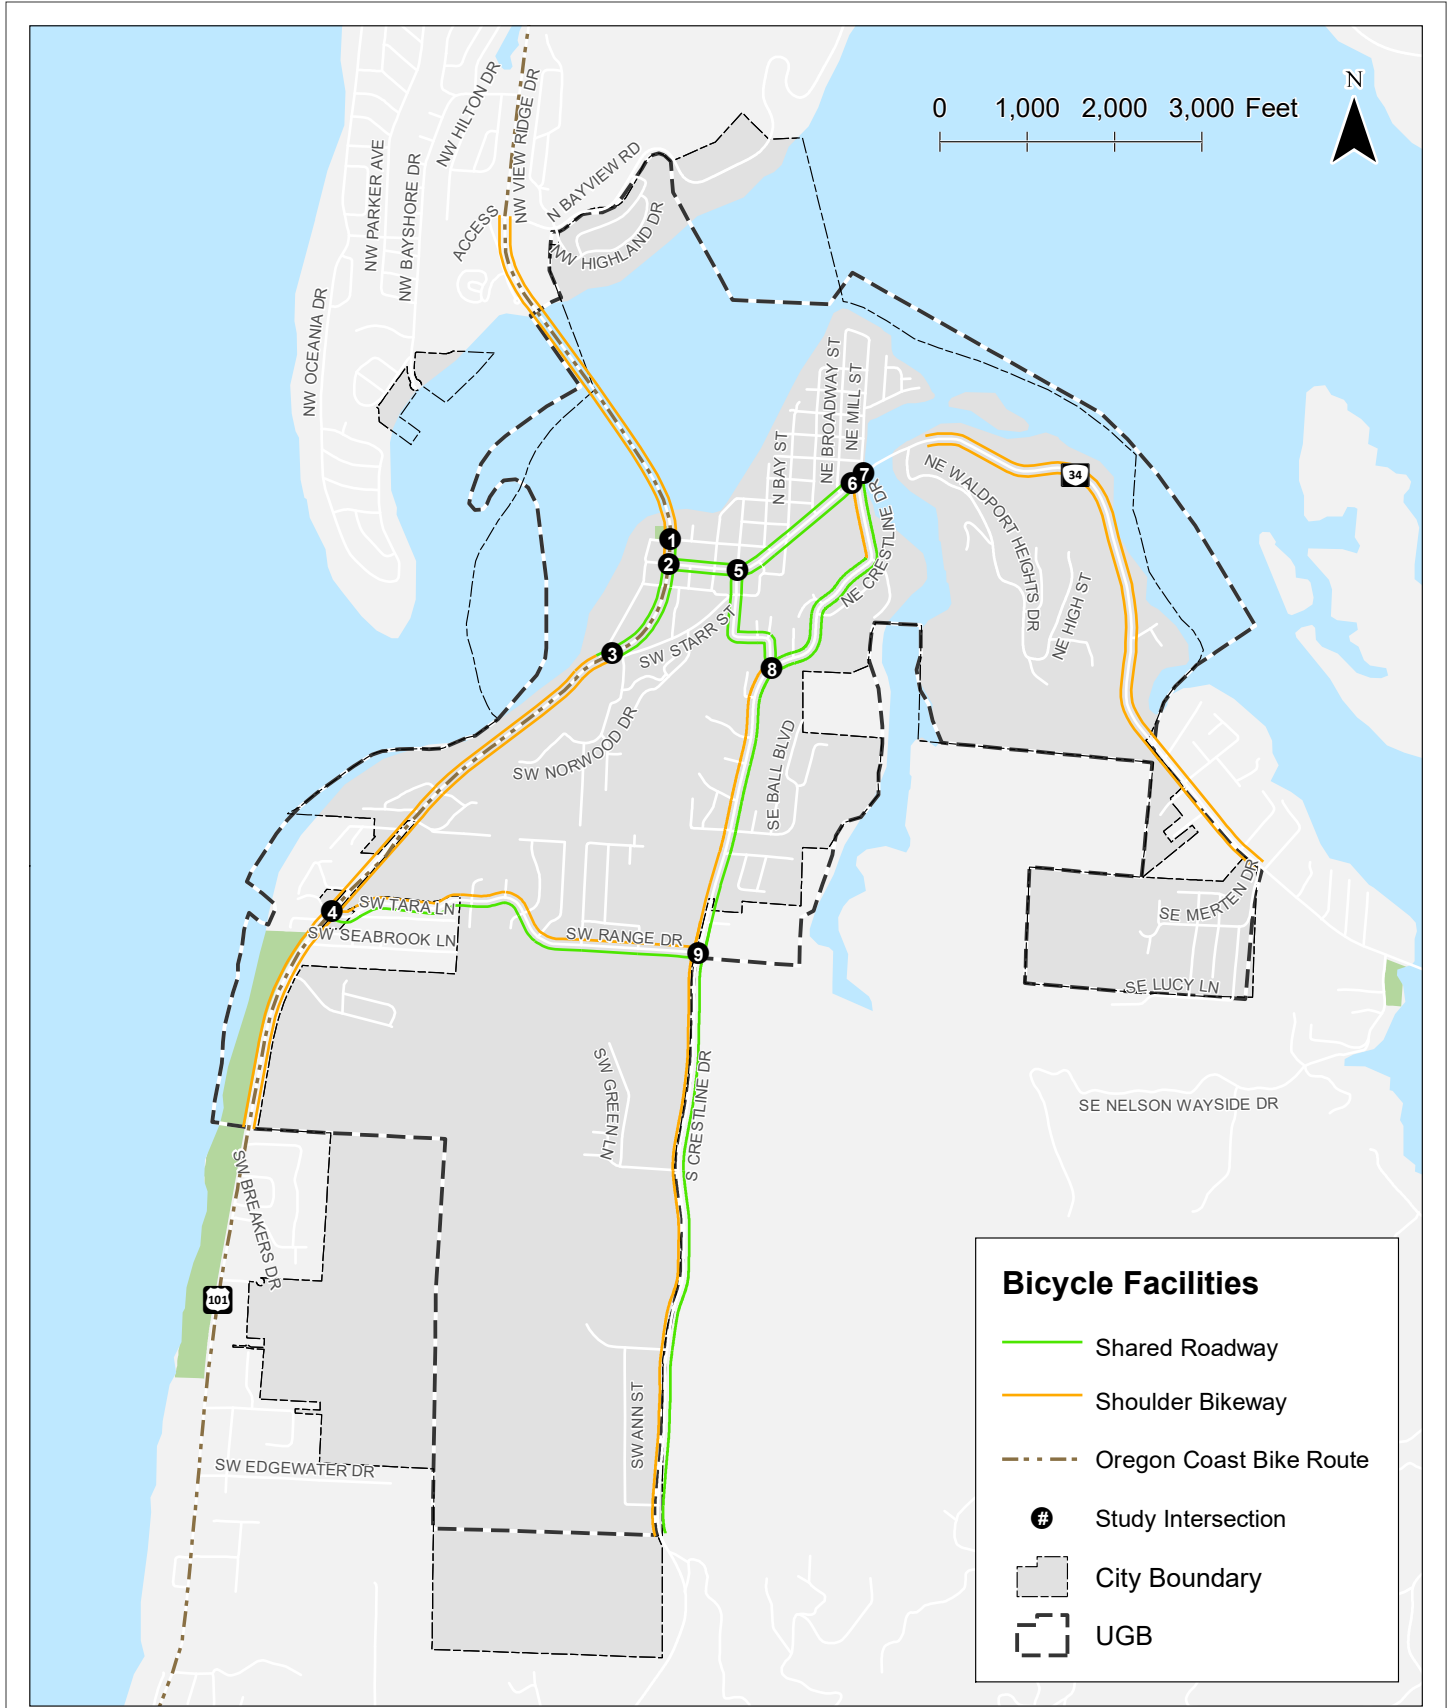 N
0 1,000 2,000 3,000 Feet
NW HILTON DR
NW VIEW RIDGE DR
NW PARKER AVE
NW BAYSHORE DR
N BAYVIEW RD
ACCESS
NW HIGHLAND DR
NW OCEANIA DR
NE BROADWAY ST
NE MILL ST
N BAY ST
34
7
6
NE WALDPORT HEIGHTS DR
NE CRESTLINE DR
1
2
5
NE HIGH ST
SW STARR ST
3
8
SW NORWOOD DR
SE BALL BLVD
4
SW TARA LN
SW SEABROOK LN
SW RANGE DR
9
SE MERTEN DR
SE LUCY LN
SW GREEN LN
S CRESTLINE DR
SE NELSON WAYSIDE DR
SW BREAKERS DR
101
SW ANN ST
SW EDGEWATER DR
Bicycle Facilities
Shared Roadway
Shoulder Bikeway
Oregon Coast Bike Route
# Study Intersection
City Boundary
UGB